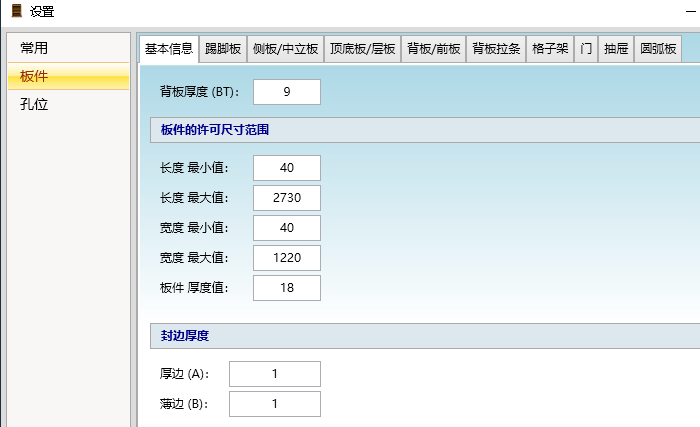 设置
常用
板件
孔位
基本信息 踢脚板 侧板/中立板 顶底板/层板 背板/前板 背板拉条 格子架 门 抽屉 圆弧板
背板厚度 (BT): 9
板件的许可尺寸范围
长度 最小值: 40
长度 最大值: 2730
宽度 最小值: 40
宽度 最大值: 1220
板件 厚度值: 18
封边厚度
厚边 (A): 1
薄边 (B): 1